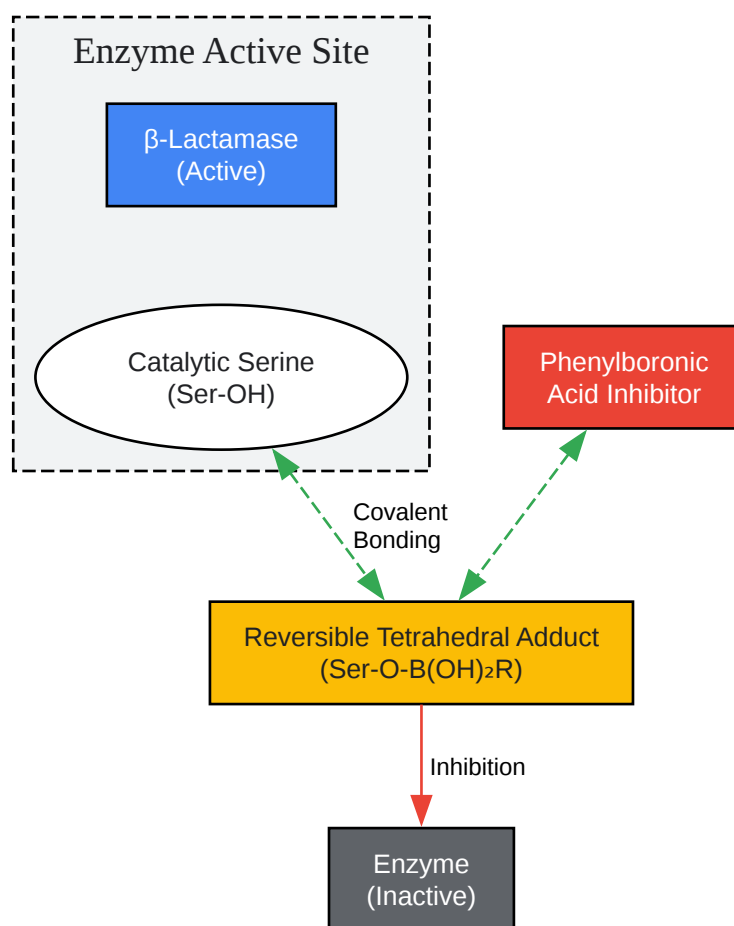 Enzyme Active Site
β-Lactamase
(Active)
Catalytic Serine
(Ser-OH)
Phenylboronic
Acid Inhibitor
Covalent
Bonding
Reversible Tetrahedral Adduct
(Ser-O-B(OH)₂R)
Inhibition
Enzyme
(Inactive)